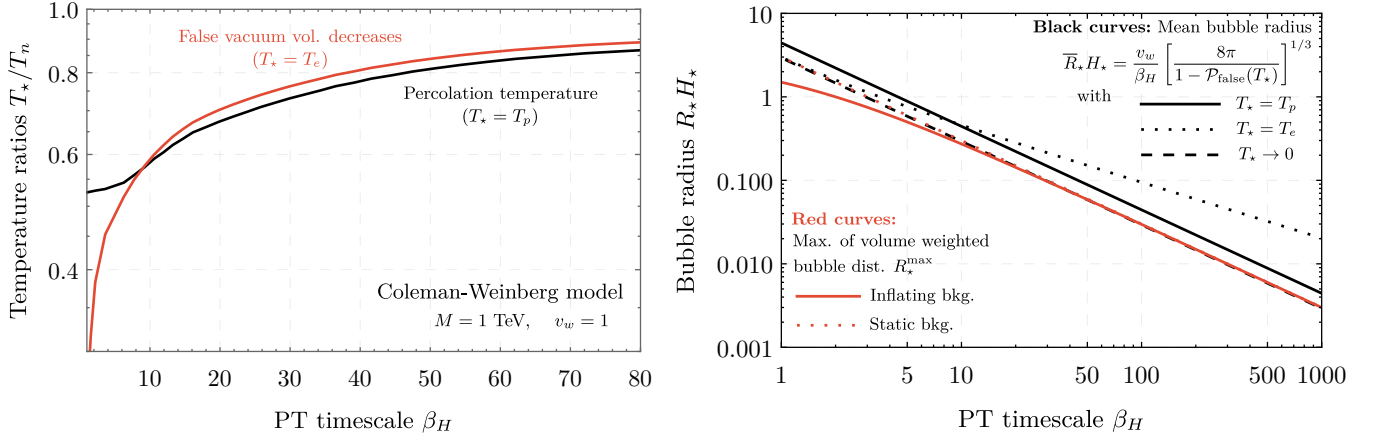 Temperature ratios T⋆/Tn
1.0
0.8
0.6
0.4
False vacuum vol. decreases
(T⋆ = Te)
Percolation temperature
(T⋆ = Tp)
Coleman-Weinberg model
M = 1 TeV, vw = 1
10 20 30 40 50 60 70 80
PT timescale βH
Bubble radius R⋆H⋆
10
1
0.100
0.010
0.001
Black curves: Mean bubble radius
R̅⋆H⋆ = vw/βH [8π/(1 − 𝒫false(T⋆))]^1/3
with
T⋆ = Tp
T⋆ = Te
T⋆ → 0
Red curves:
Max. of volume weighted
bubble dist. R⋆^max
Inflating bkg.
Static bkg.
1 5 10 50 100 500 1000
PT timescale βH